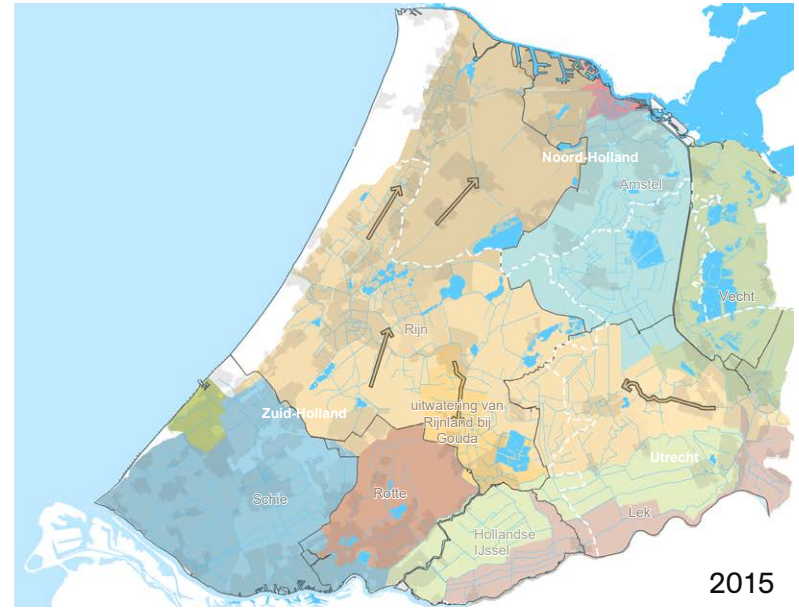 Noord-Holland
Amstel
Vecht
Rijn
uitwatering van
Rijnland bij
Gouda
Zuid-Holland
Utrecht
Schie
Rotte
Lek
Hollandse
IJssel
2015